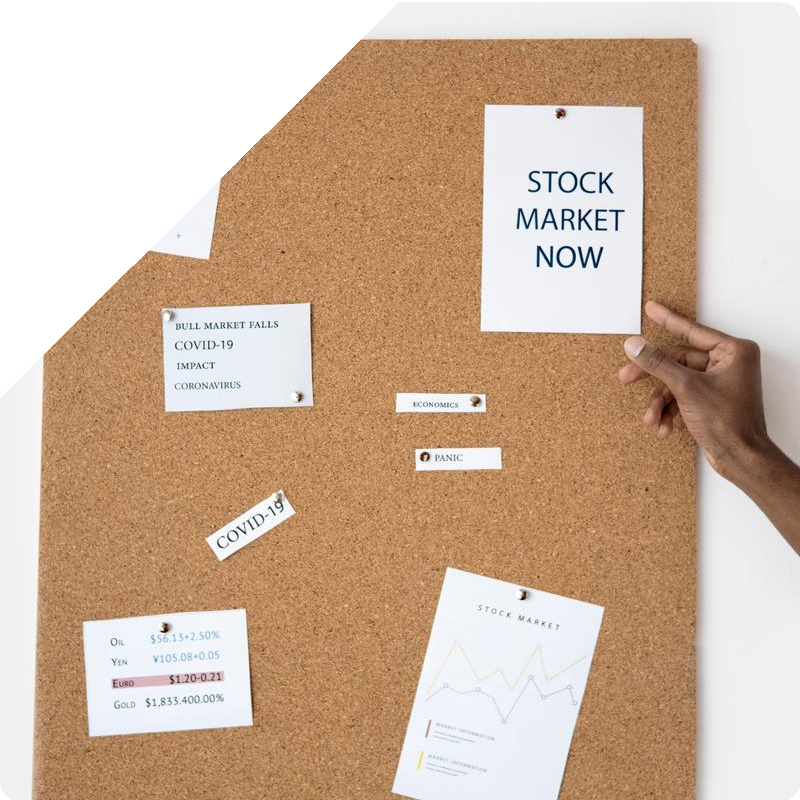 STOCK
MARKET
NOW
BULL MARKET FALLS
COVID-19
IMPACT
CORONAVIRUS
ECONOMICS
PANIC
COVID-19
OIL $56.13+2.50%
YEN ¥105.08+0.05
EURO $1.20-0.21
GOLD $1,833.400.00%
STOCK MARKET
MARKET INFORMATION
MARKET INFORMATION